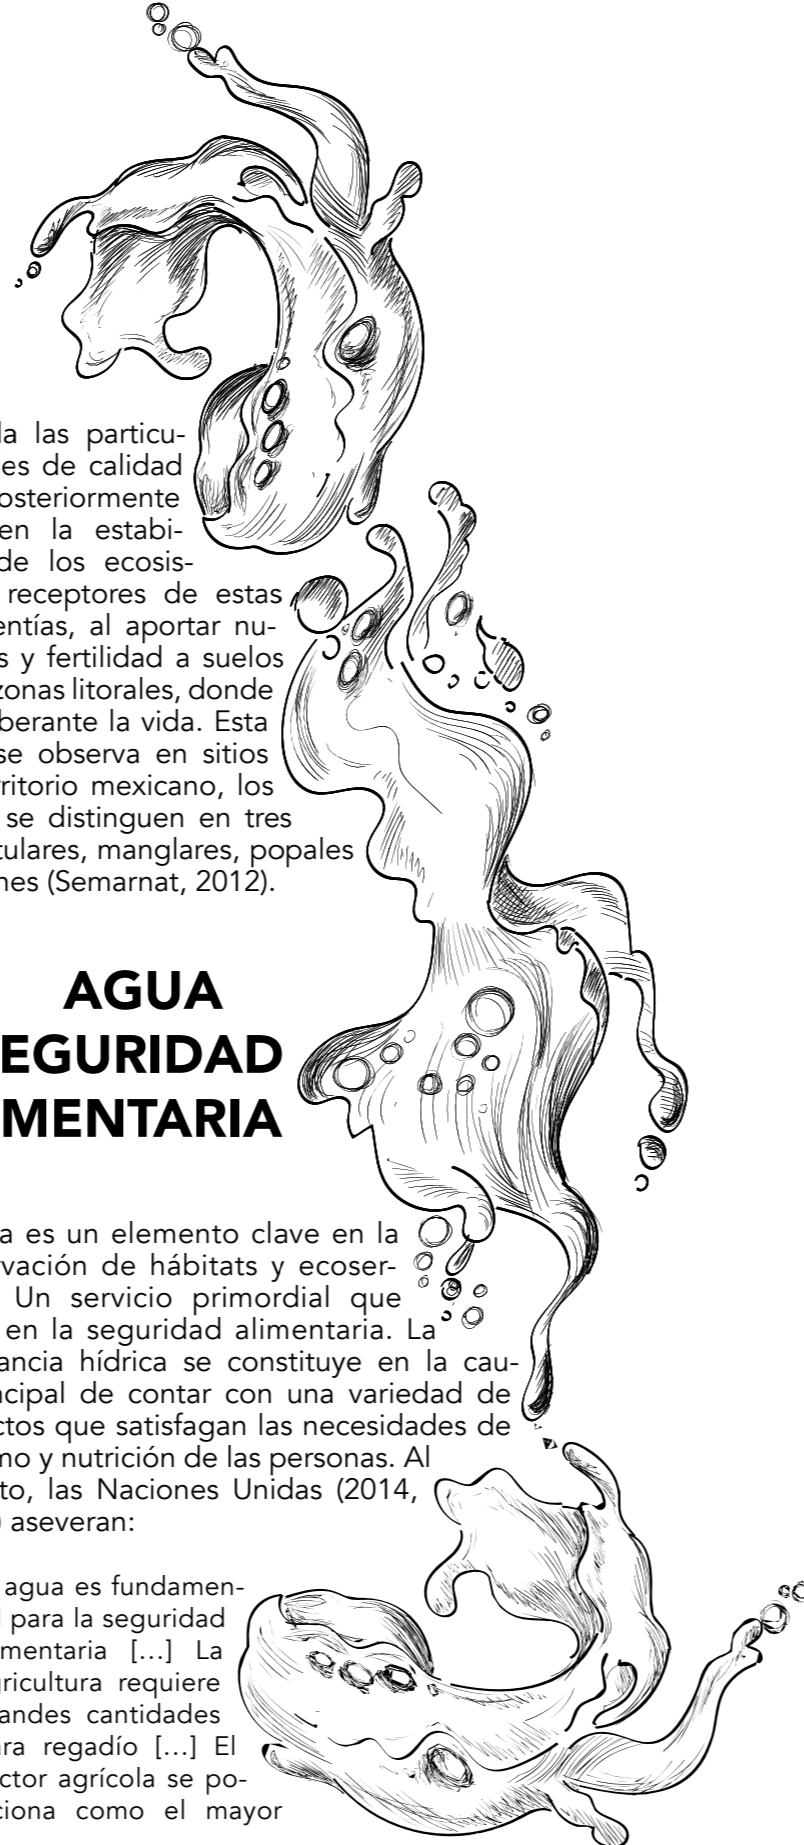 la las particu-
es de calidad
osteriormente
en la estabi-
de los ecosis-
receptores de estas
entías, al aportar nu-
s y fertilidad a suelos
zonas litorales, donde
berante la vida. Esta
se observa en sitios
rritorio mexicano, los
se distinguen en tres
tulares, manglares, popales
nes (Semarnat, 2012).
AGUA
EGURIDAD
MENTARIA
a es un elemento clave en la
rvación de hábitats y ecoser-
Un servicio primordial que
en la seguridad alimentaria. La
ancia hídrica se constituye en la cau-
ncipal de contar con una variedad de
ctos que satisfagan las necesidades de
mo y nutrición de las personas. Al
to, las Naciones Unidas (2014,
) aseveran:
agua es fundamen-
l para la seguridad
mentaria [...] La
gricultura requiere
andes cantidades
ara regadío [...] El
ctor agrícola se po-
ciona como el mayor